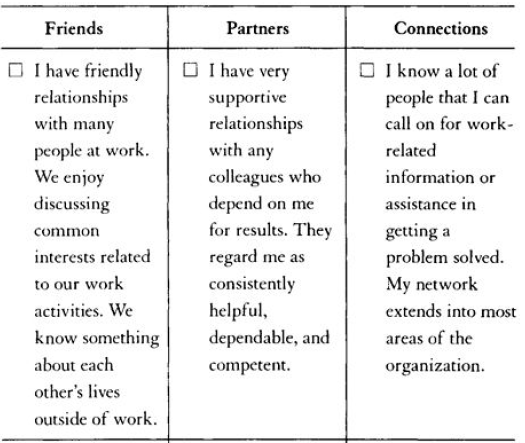 Friends
Partners
Connections
☐ I have friendly
relationships
with many
people at work.
We enjoy
discussing
common
interests related
to our work
activities. We
know something
about each
other's lives
outside of work.
☐ I have very
supportive
relationships
with any
colleagues who
depend on me
for results. They
regard me as
consistently
helpful,
dependable, and
competent.
☐ I know a lot of
people that I can
call on for work-
related
information or
assistance in
getting a
problem solved.
My network
extends into most
areas of the
organization.